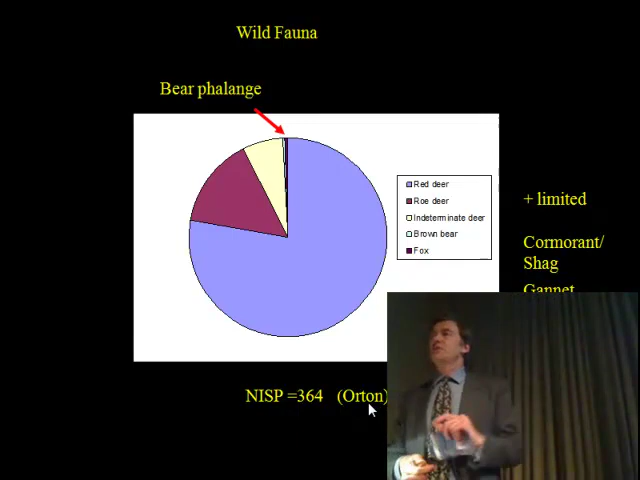 Wild Fauna
Bear phalange
Red deer
Roe deer
Indeterminate deer
Brown bear
Fox
+ limited
Cormorant/
Shag
Gannet
NISP =364 (Orton)